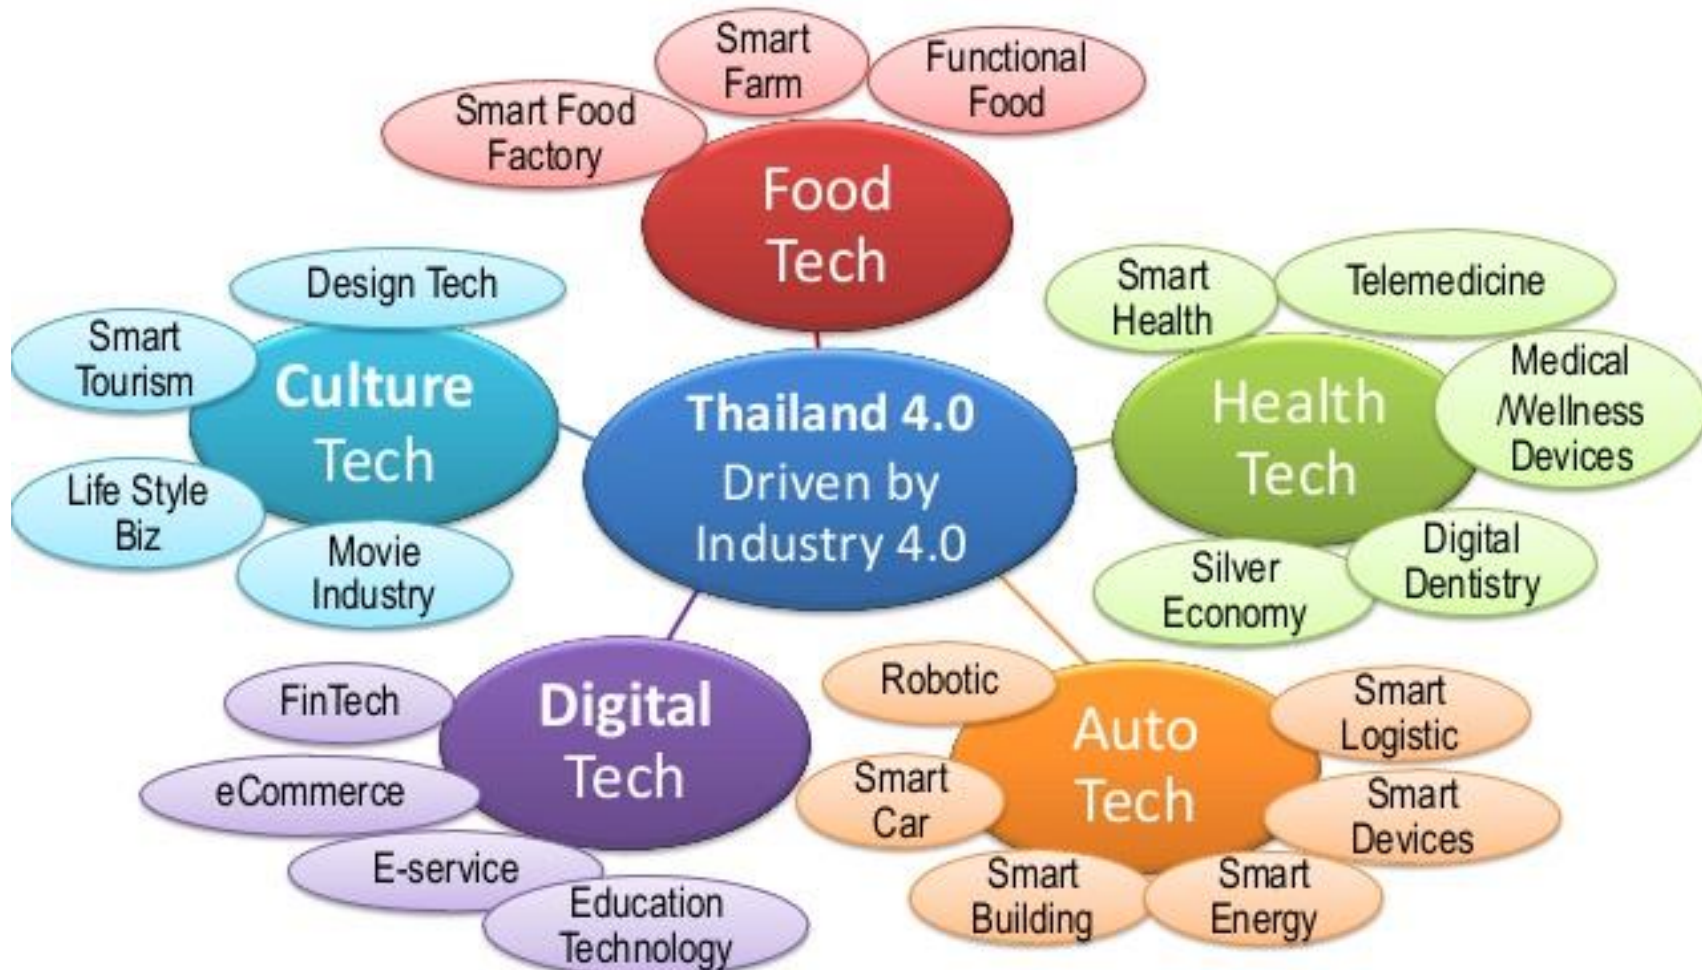 Smart
Farm
Functional
Food
Smart Food
Factory
Food
Tech
Design Tech
Smart
Tourism
Culture
Tech
Life Style
Biz
Movie
Industry
Thailand 4.0
Driven by
Industry 4.0
Smart
Health
Telemedicine
Medical
/Wellness
Devices
Health
Tech
Digital
Dentistry
Silver
Economy
FinTech
Digital
Tech
eCommerce
E-service
Education
Technology
Robotic
Auto
Tech
Smart
Logistic
Smart
Car
Smart
Devices
Smart
Building
Smart
Energy